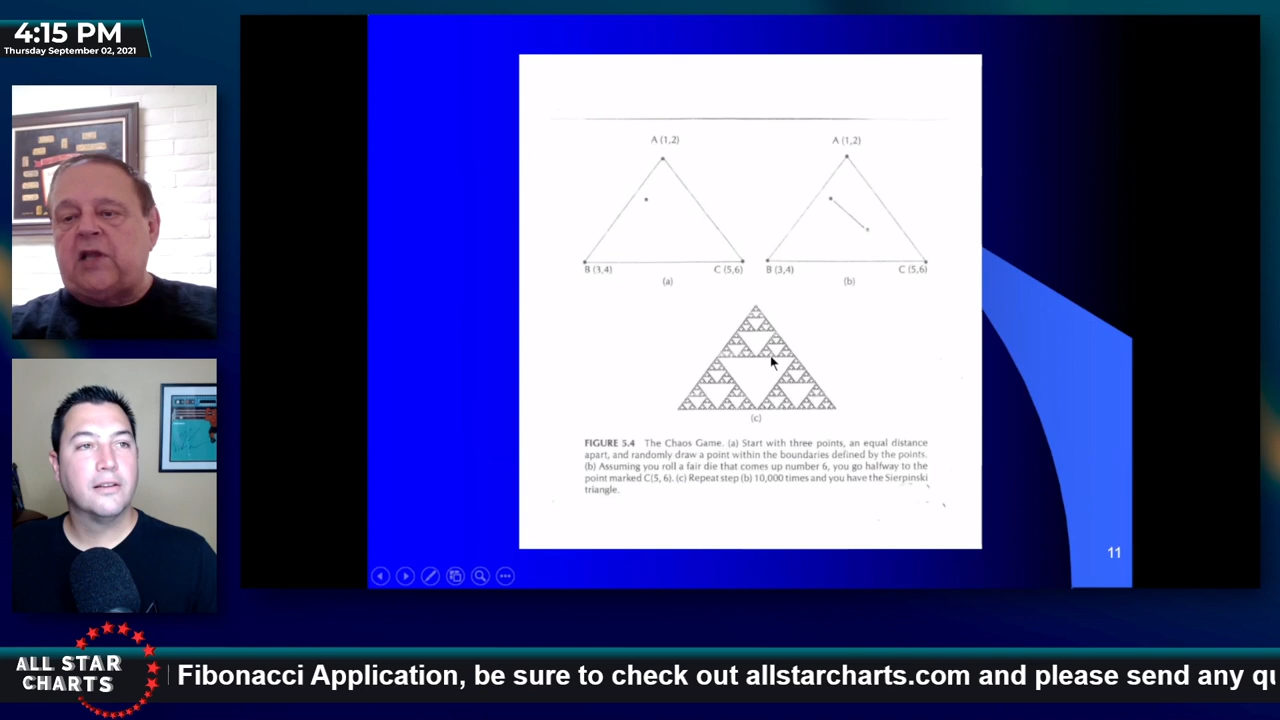 4:15 PM
Thursday September 02, 2021
A (1,2)
A (1,2)
B (3,4)
C (5,6)
B (3,4)
C (5,6)
(a)
(b)
(c)
FIGURE 5.4 The Chaos Game. (a) Start with three points, an equal distance
apart, and randomly draw a point within the boundaries defined by the points.
(b) Assuming you roll a fair die that comes up number 6, you go halfway to the
point marked C(5, 6). (c) Repeat step (b) 10,000 times and you have the Sierpinski
triangle.
11
ALL STAR
CHARTS
Fibonacci Application, be sure to check out allstarcharts.com and please send any qu